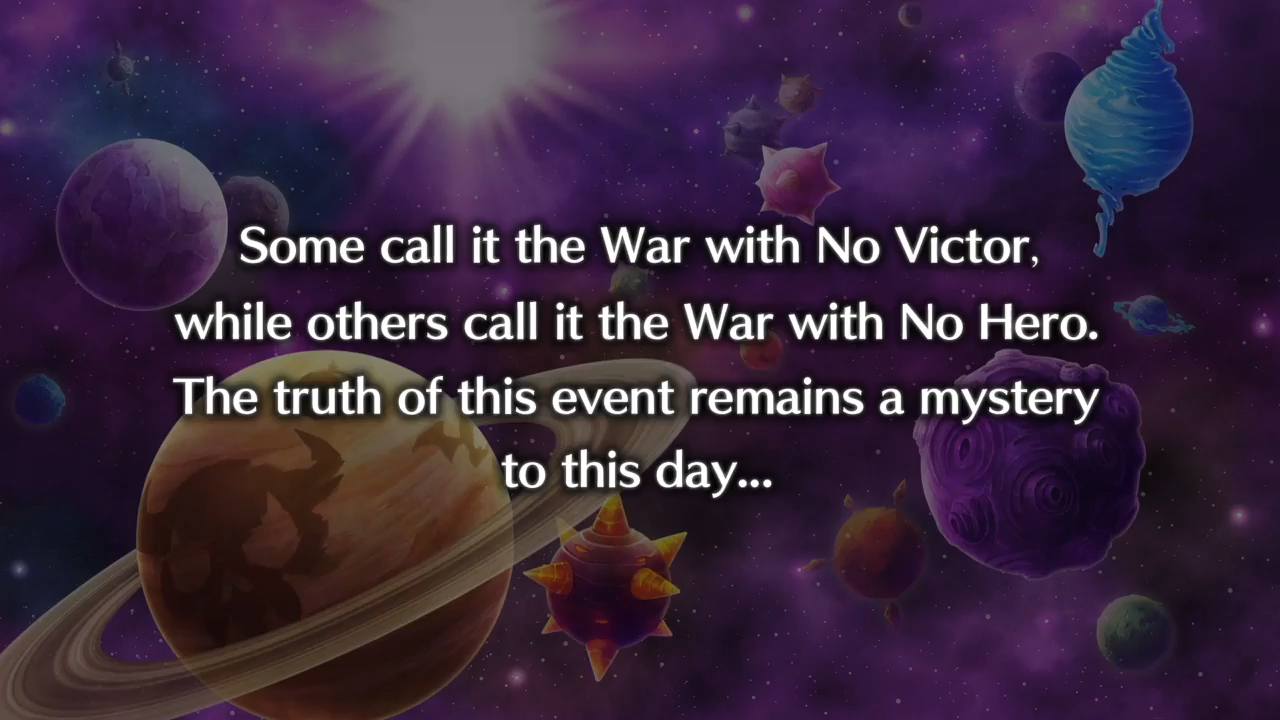 Some call it the War with No Victor,
while others call it the War with No Hero.
The truth of this event remains a mystery
to this day...